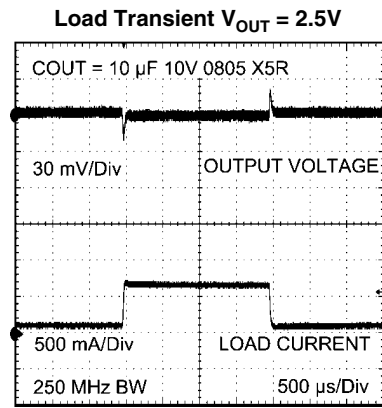 Load Transient VOUT = 2.5V
COUT = 10 µF 10V 0805 X5R
30 mV/Div OUTPUT VOLTAGE
500 mA/Div LOAD CURRENT
250 MHz BW 500 µs/Div